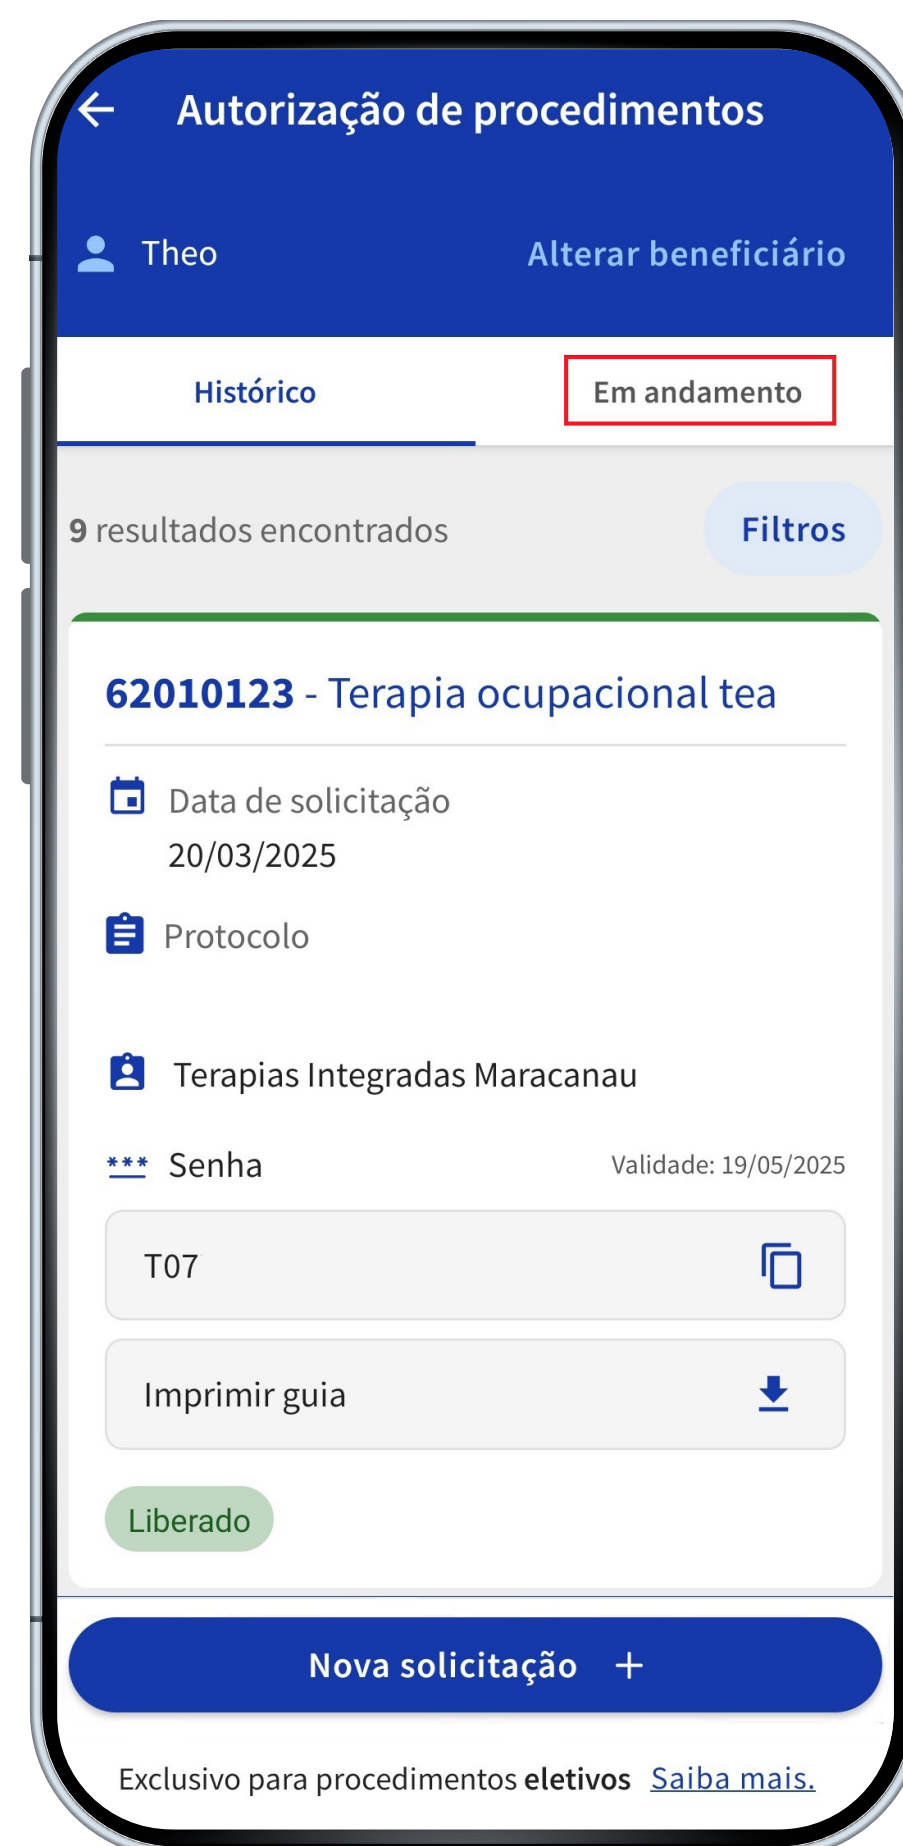 Autorização de procedimentos
Theo
Alterar beneficiário
Histórico
Em andamento
9 resultados encontrados
Filtros
62010123 - Terapia ocupacional tea
Data de solicitação
20/03/2025
Protocolo
Terapias Integradas Maracanau
*** Senha
Validade: 19/05/2025
T07
Imprimir guia
Liberado
Nova solicitação +
Exclusivo para procedimentos eletivos Saiba mais.